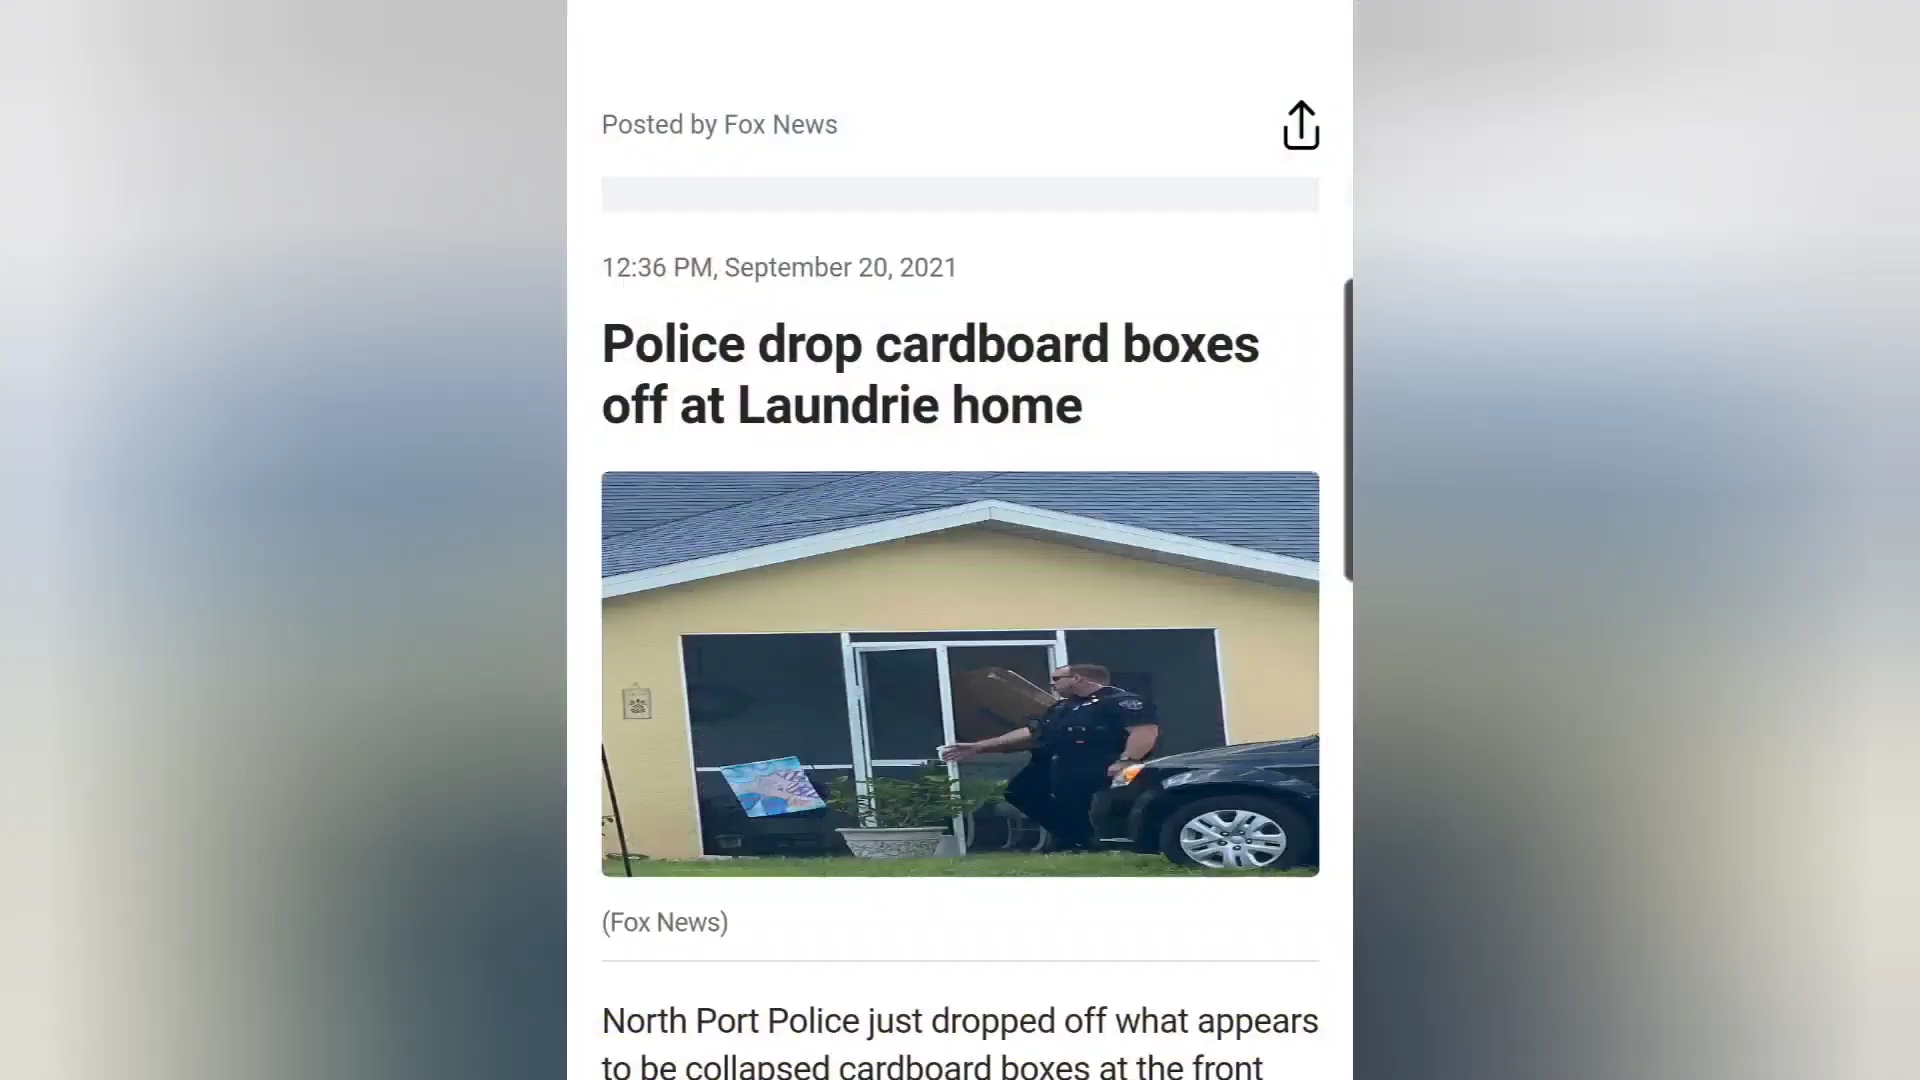 Posted by Fox News
12:36 PM, September 20, 2021
Police drop cardboard boxes
off at Laundrie home
(Fox News)
North Port Police just dropped off what appears
to be collapsed cardboard boxes at the front